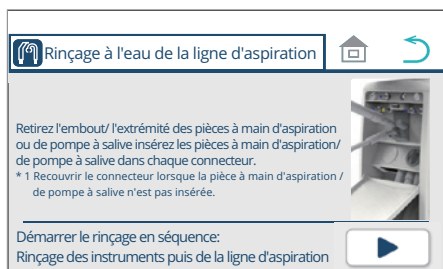 Rinçage à l'eau de la ligne d'aspiration
Retirez l'embout/ l'extrémité des pièces à main d'aspiration
ou de pompe à salive insérez les pièces à main d'aspiration/
de pompe à salive dans chaque connecteur.
* 1 Recouvrir le connecteur lorsque la pièce à main d'aspiration /
de pompe à salive n'est pas insérée.
Démarrer le rinçage en séquence:
Rinçage des instruments puis de la ligne d'aspiration